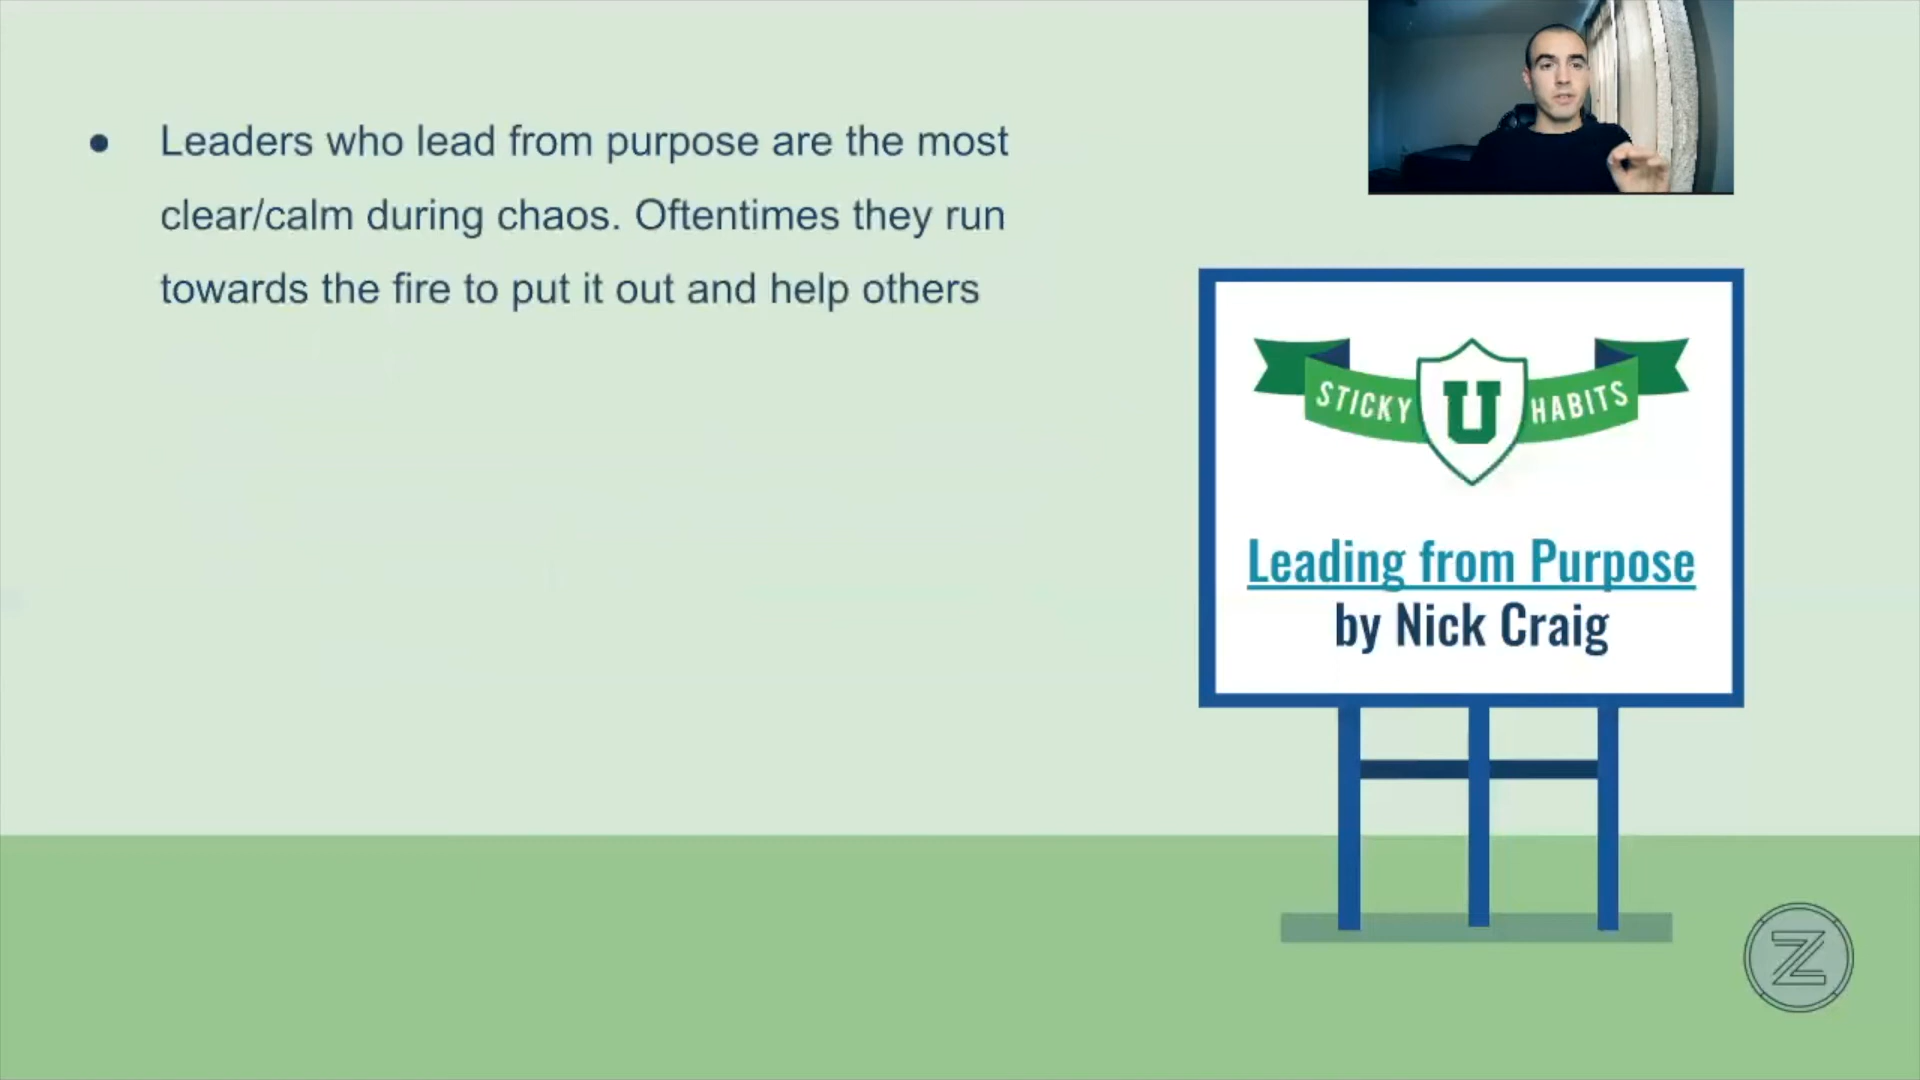 ● Leaders who lead from purpose are the most
clear/calm during chaos. Oftentimes they run
towards the fire to put it out and help others
STICKY U HABITS
Leading from Purpose
by Nick Craig
Z